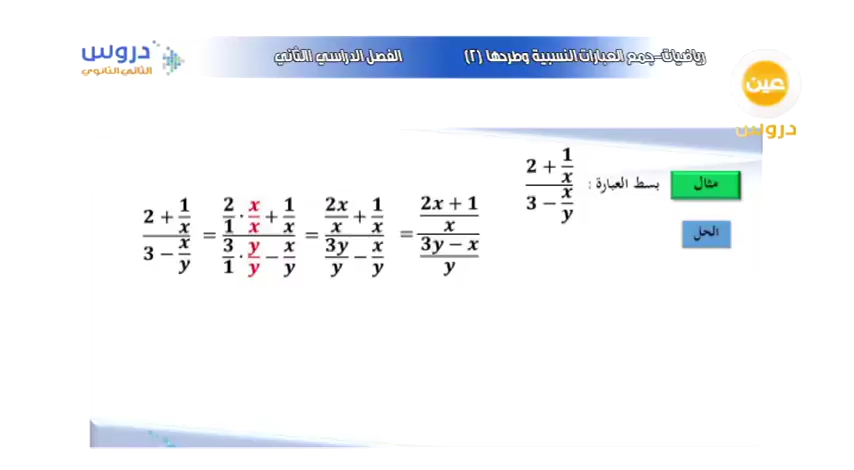 رياضيات-جمع العبارات النسبية وطرحها (٢) الفصل الدراسي الثاني
دروس
الثاني الثانوي
عين
دروس
مثال
بسط العبارة : (2 + 1/x) / (3 − x/y)
الحل
(2 + 1/x) / (3 − x/y) = (2/1 · x/x + 1/x) / (3/1 · y/y − x/y) = (2x/x + 1/x) / (3y/y − x/y) = ((2x + 1)/x) / ((3y − x)/y)